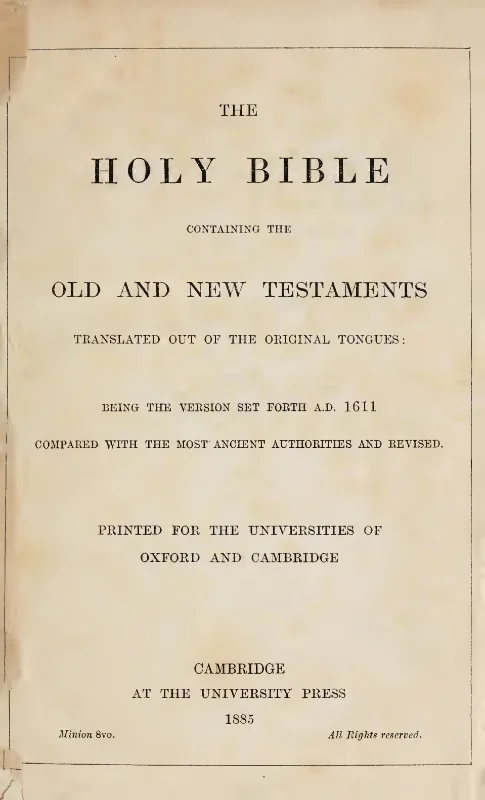 THE
HOLY BIBLE
CONTAINING THE
OLD AND NEW TESTAMENTS
TRANSLATED OUT OF THE ORIGINAL TONGUES:
BEING THE VERSION SET FORTH A.D. 1611
COMPARED WITH THE MOST ANCIENT AUTHORITIES AND REVISED.
PRINTED FOR THE UNIVERSITIES OF
OXFORD AND CAMBRIDGE
CAMBRIDGE
AT THE UNIVERSITY PRESS
1885
Minion 8vo. All Rights reserved.